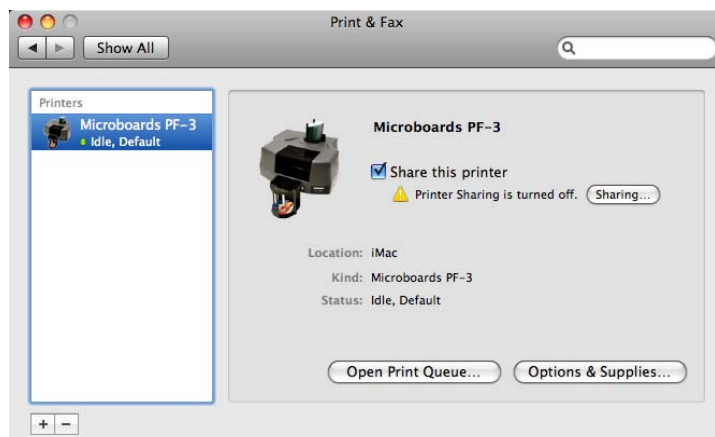 Print & Fax
Show All
Printers
Microboards PF-3
Idle, Default
Microboards PF-3
Share this printer
Printer Sharing is turned off. Sharing...
Location: iMac
Kind: Microboards PF-3
Status: Idle, Default
Open Print Queue... Options & Supplies...
+ −